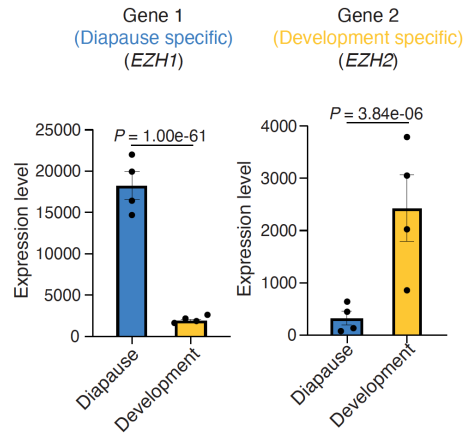 Gene 1
(Diapause specific)
(EZH1)
Gene 2
(Development specific)
(EZH2)
P = 1.00e-61
25000
20000
15000
10000
5000
0
Expression level
Diapause
Development
P = 3.84e-06
4000
3000
2000
1000
0
Expression level
Diapause
Development